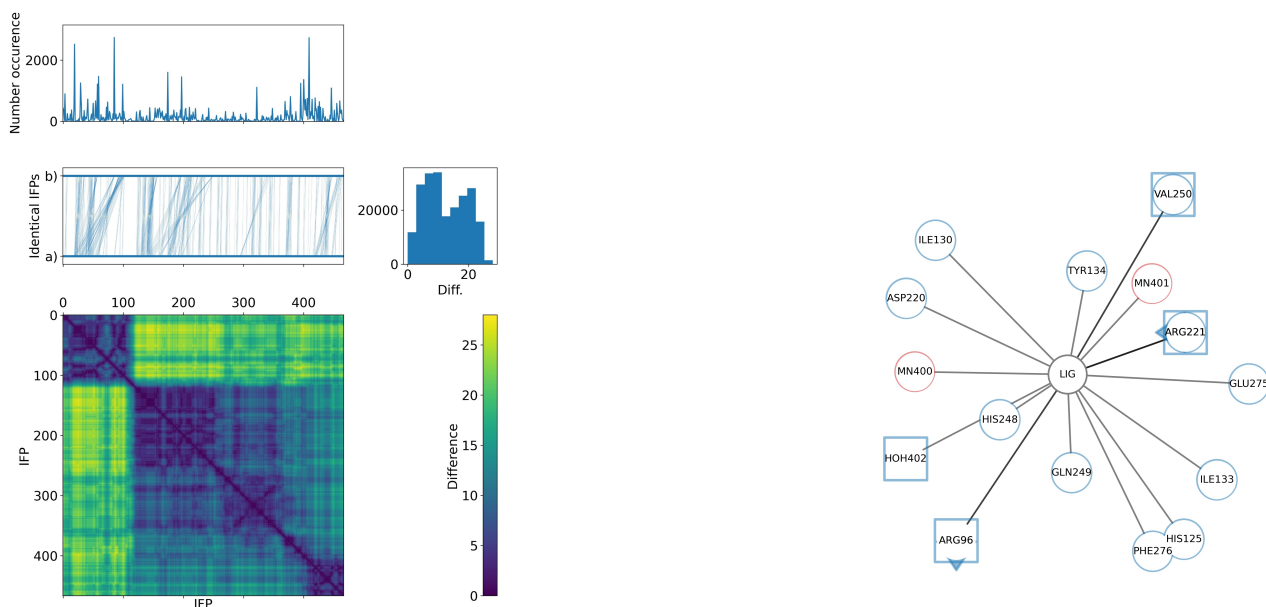 Number occurence
2000
0
Identical IFPs
b)
a)
20000
0
0 20
Diff.
0 100 200 300 400
0
100
200
300
400
IFP
IFP
25
20
15
10
5
0
Difference
VAL250
ILE130
TYR134
MN401
ASP220
ARG221
MN400
LIG
GLU275
HIS248
HOH402
GLN249
ILE133
ARG96
HIS125
PHE276